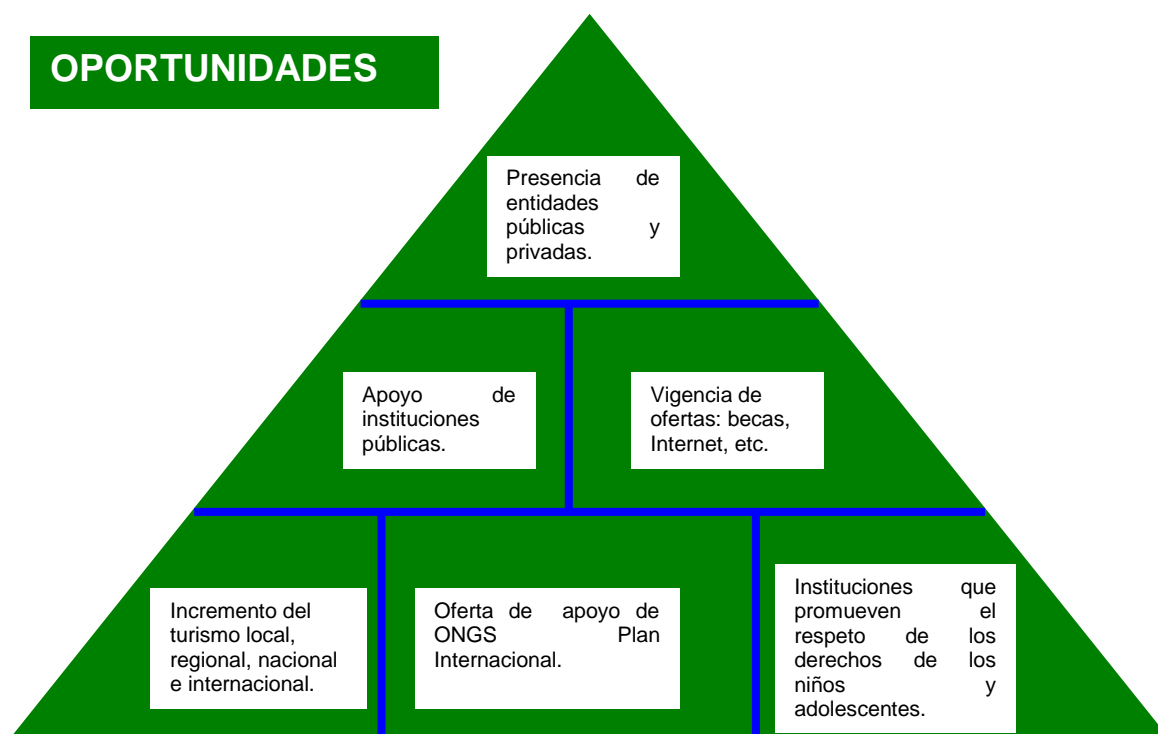 OPORTUNIDADES
Presencia de
entidades
públicas y
privadas.
Apoyo de
instituciones
públicas.
Vigencia de
ofertas: becas,
Internet, etc.
Incremento del
turismo local,
regional, nacional
e internacional.
Oferta de apoyo de
ONGS Plan
Internacional.
Instituciones que
promueven el
respeto de los
derechos de los
niños y
adolescentes.